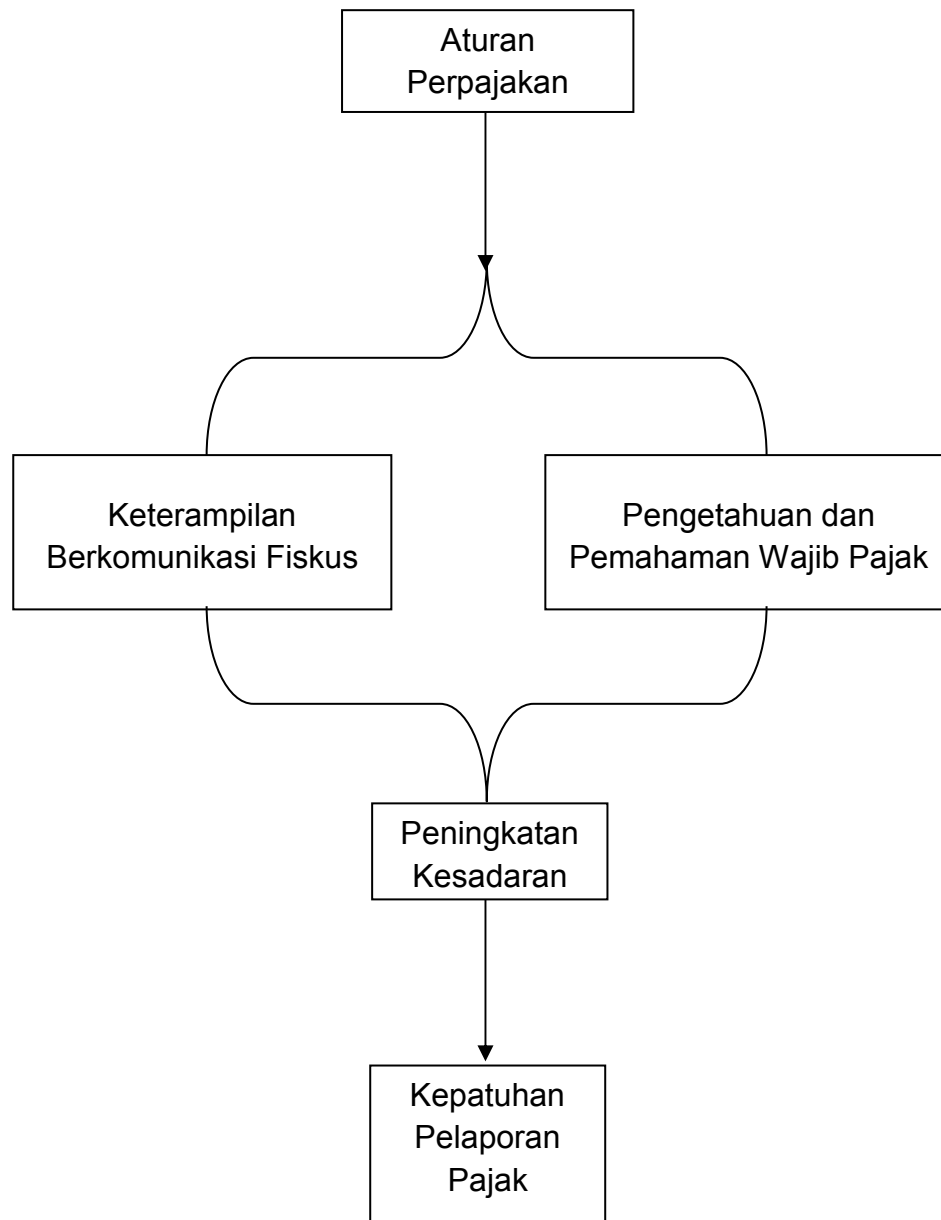 Aturan
Perpajakan
Keterampilan
Berkomunikasi Fiskus
Pengetahuan dan
Pemahaman Wajib Pajak
Peningkatan
Kesadaran
Kepatuhan
Pelaporan
Pajak